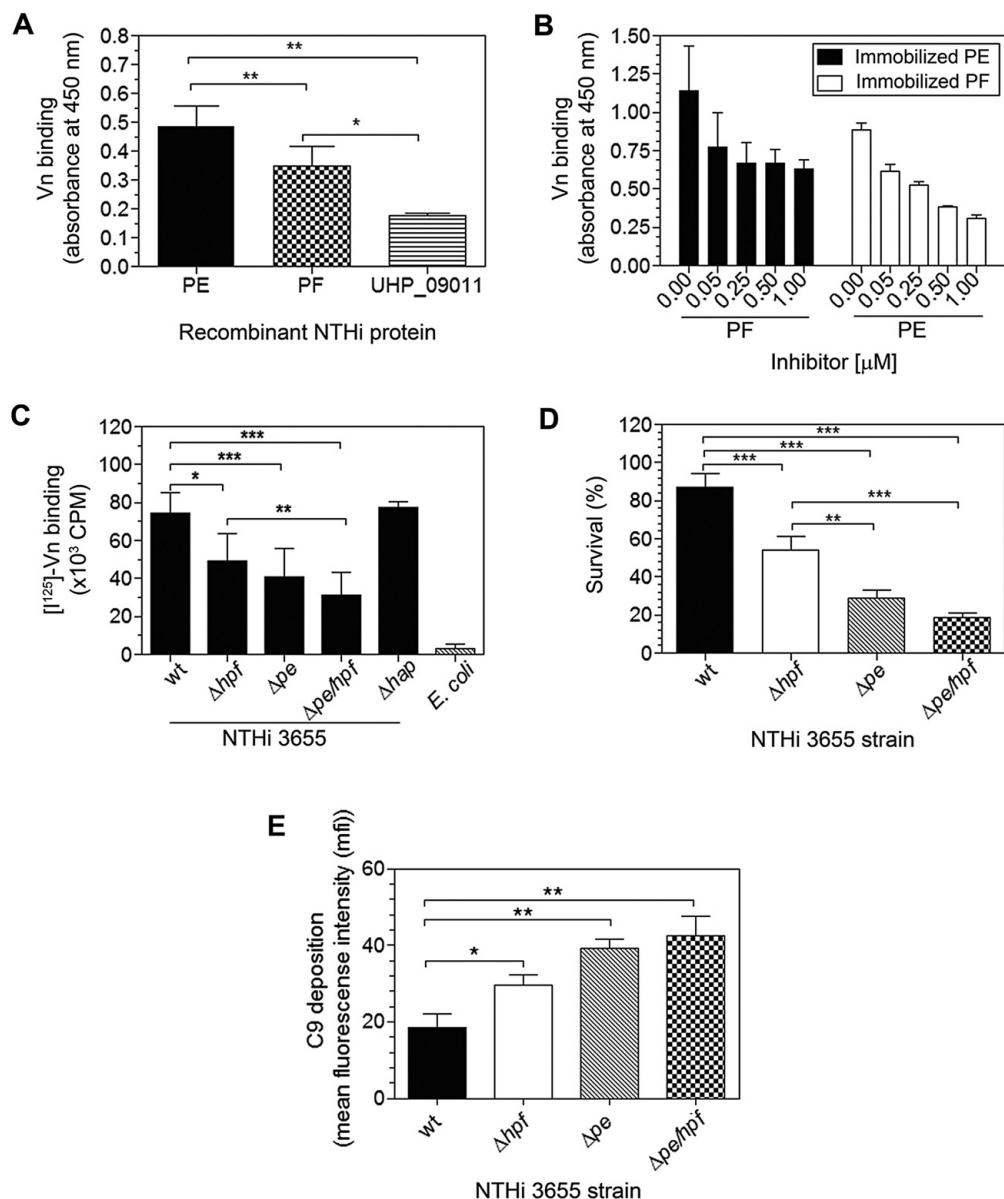 A
Vn binding
(absorbance at 450 nm)
0.8
0.7
0.6
0.5
0.4
0.3
0.2
0.1
0.0
**
**
*
PE
PF
UHP_09011
Recombinant NTHi protein
B
Vn binding
(absorbance at 450 nm)
1.50
1.25
1.00
0.75
0.50
0.25
0.00
Immobilized PE
Immobilized PF
0.00
0.05
0.25
0.50
1.00
0.00
0.05
0.25
0.50
1.00
PF
PE
Inhibitor [μM]
C
[I¹²⁵]-Vn binding
(x10³ CPM)
120
100
80
60
40
20
0
***
***
*
**
wt
Δhpf
Δpe
Δpe/hpf
Δhap
E. coli
NTHi 3655
D
Survival (%)
120
100
80
60
40
20
0
***
***
***
***
**
wt
Δhpf
Δpe
Δpe/hpf
NTHi 3655 strain
E
C9 deposition
(mean fluorescense intensity (mfi))
60
40
20
0
**
**
*
wt
Δhpf
Δpe
Δpe/hpf
NTHi 3655 strain